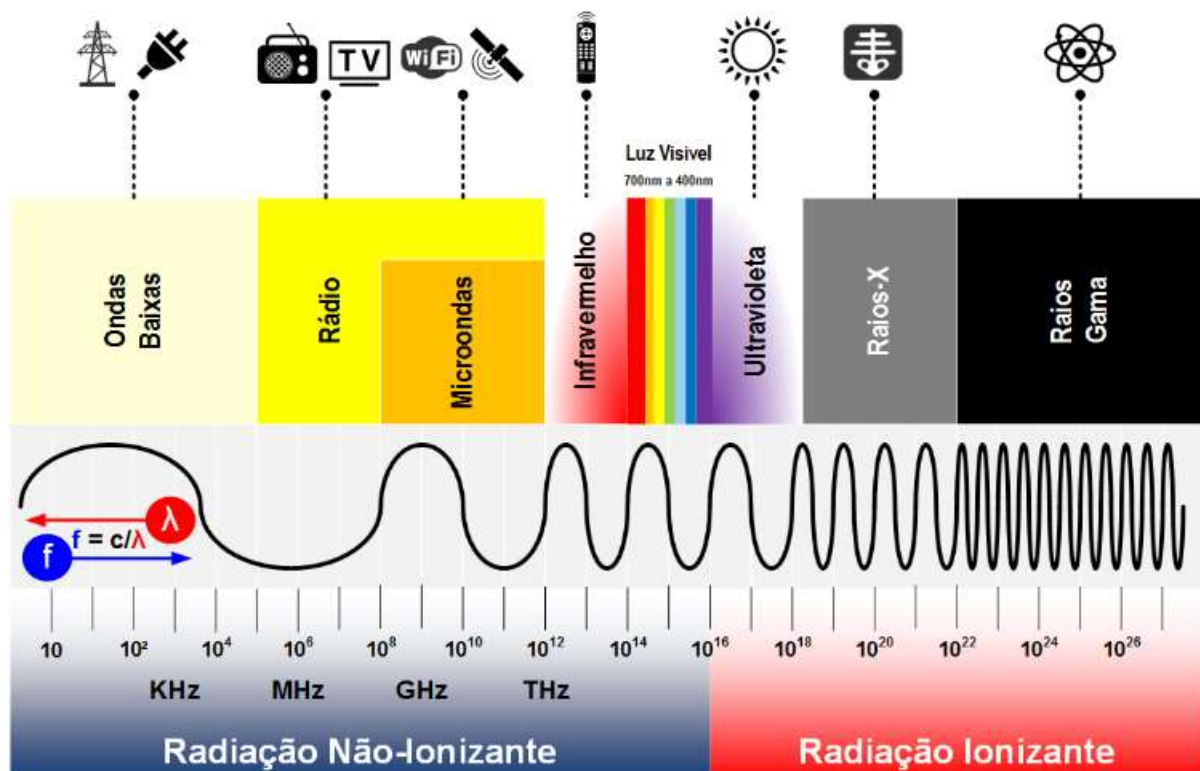 TV
WiFi
Luz Visivel
700nm a 400nm
Ondas
Baixas
Rádio
Microondas
Infravermelho
Ultravioleta
Raios-X
Raios
Gama
λ
f = c/λ
f
10 10² 10⁴ 10⁶ 10⁸ 10¹⁰ 10¹² 10¹⁴ 10¹⁶ 10¹⁸ 10²⁰ 10²² 10²⁴ 10²⁶
KHz MHz GHz THz
Radiação Não-Ionizante Radiação Ionizante